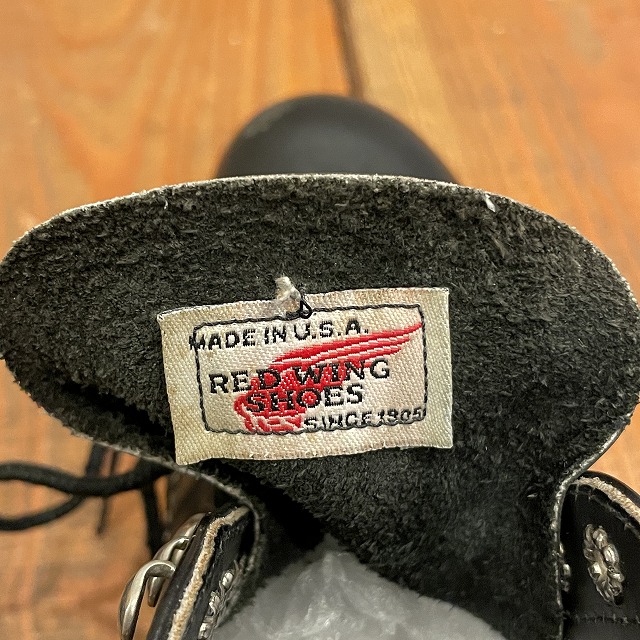 MADE IN U.S.A.
RED WING
SHOES
SINCE 1905